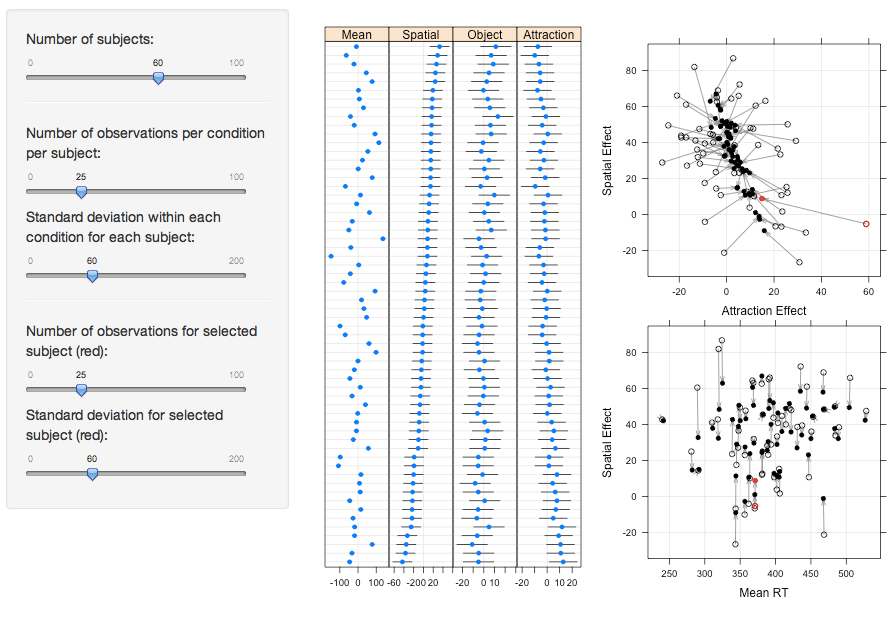 Number of subjects:
0 60 100
Number of observations per condition
per subject:
0 25 100
Standard deviation within each
condition for each subject:
0 60 200
Number of observations for selected
subject (red):
0 25 100
Standard deviation for selected
subject (red):
0 60 200
Mean Spatial Object Attraction
-100 0 100 -60 -20 20 -20 0 10 -20 0 10 20
Spatial Effect
80
60
40
20
0
-20
-20 0 20 40 60
Attraction Effect
Spatial Effect
80
60
40
20
0
-20
250 300 350 400 450 500
Mean RT